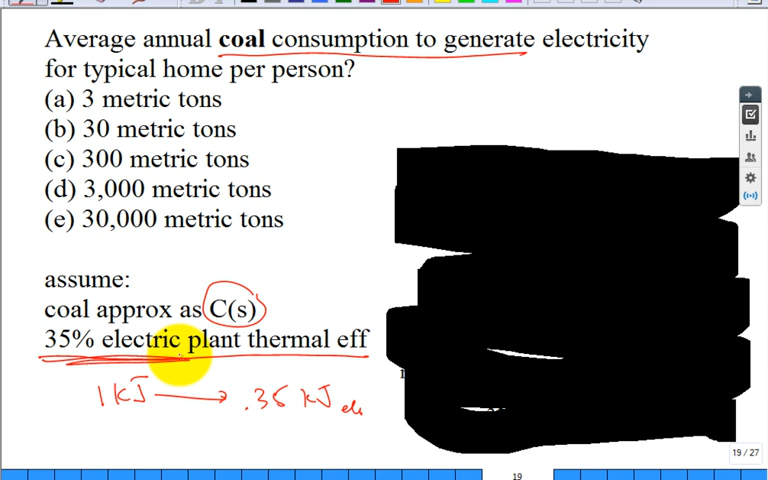 Average annual coal consumption to generate electricity
for typical home per person?
(a) 3 metric tons
(b) 30 metric tons
(c) 300 metric tons
(d) 3,000 metric tons
(e) 30,000 metric tons
assume:
coal approx as C(s)
35% electric plant thermal eff
1 kJ → .35 kJ ele
19 / 27
19